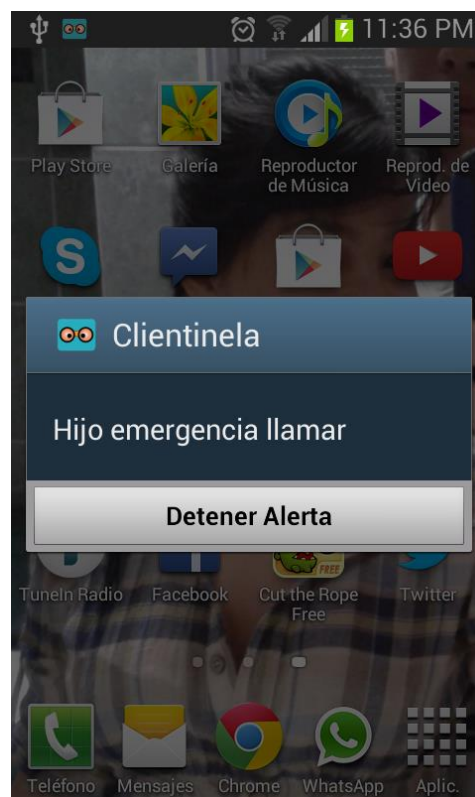 11:36 PM
Play Store Galería Reproductor de Música Reprod. de Video
S
Clientinela
Hijo emergencia llamar
Detener Alerta
TuneIn Radio Facebook Cut the Rope Free Twitter
FREE
Teléfono Mensajes Chrome WhatsApp Aplic.